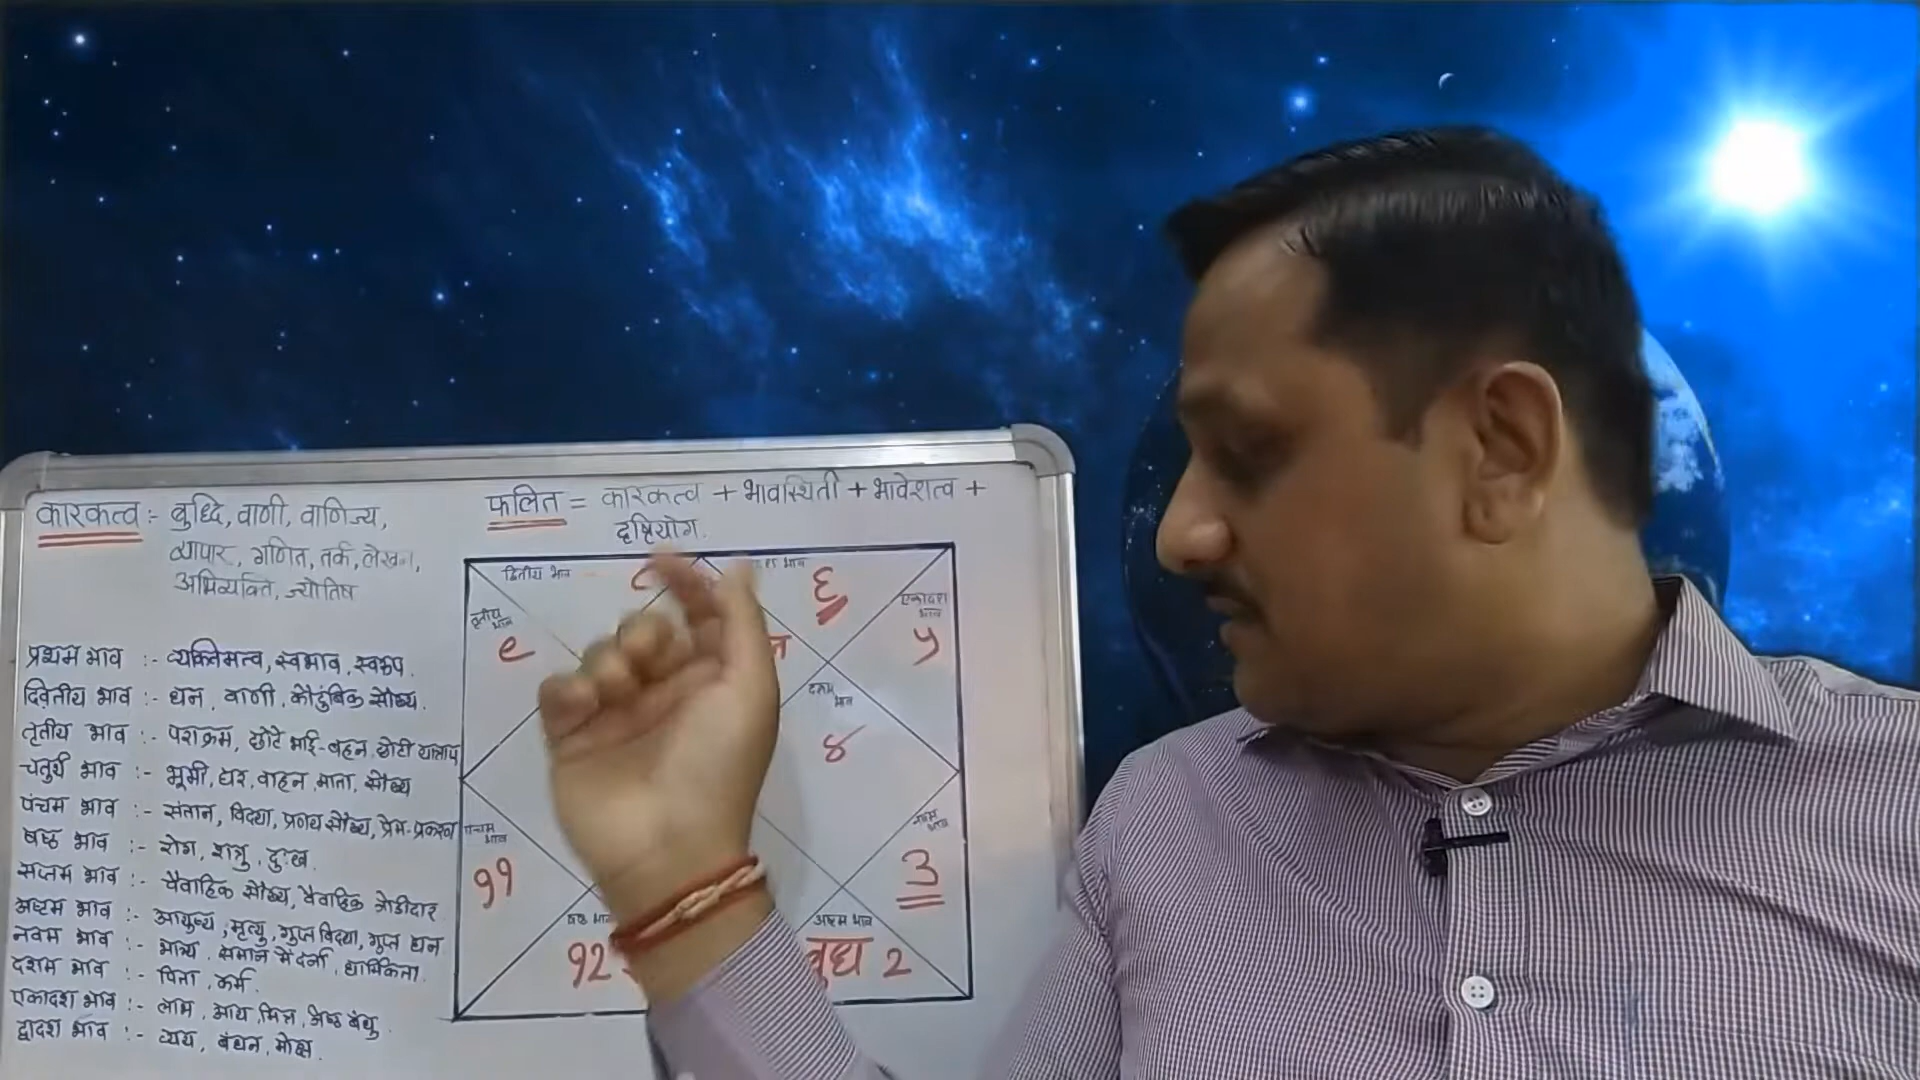 कारकत्व :- बुध्दि, वाणी, वाणिज्य,
व्यापार, गणित, तर्क, लेखन,
अभिव्यक्ति, ज्योतिष
फलित = कारकत्व + भावस्थिती + भावेशत्व +
दृष्टियोग.
प्रथम भाव :- व्यक्तिमत्व, स्वभाव, स्वरूप.
दिव्तीय भाव :- धन, वाणी, कौटुंबिक सौख्य.
तृतीय भाव :- पराक्रम, छोटे भाई-बहन, छोटी यात्राए
चतुर्थ भाव :- भूमी, घर, वाहन, माता, सौख्य
पंचम भाव :- संतान, विद्या, प्रणय सौख्य, प्रेम-प्रकरण
षष्ठ भाव :- रोग, शत्रु, दुःख.
सप्तम भाव :- वैवाहिक सौख्य, वैवाहिक जोडीदार
अष्टम भाव :- आयुष्य, मृत्यु, गुप्त विद्या, गुप्त धन
नवम भाव :- भाग्य, समाज में दर्जा, धार्मिकता.
दशम भाव :- पिता, कर्म.
एकादश भाव :- लाभ, आय, मित्र, जेष्ठ बंधु
द्वादश भाव :- व्यय, बंधन, मोक्ष.
द्वितीय भाव
भाव
६
तृतीय
भाव
९
एकादश
भाव
५
दशम
भाव
४
पंचम
भाव
११
नवम
भाव
३
षष्ठ
१२
अष्टम भाव
बुध २